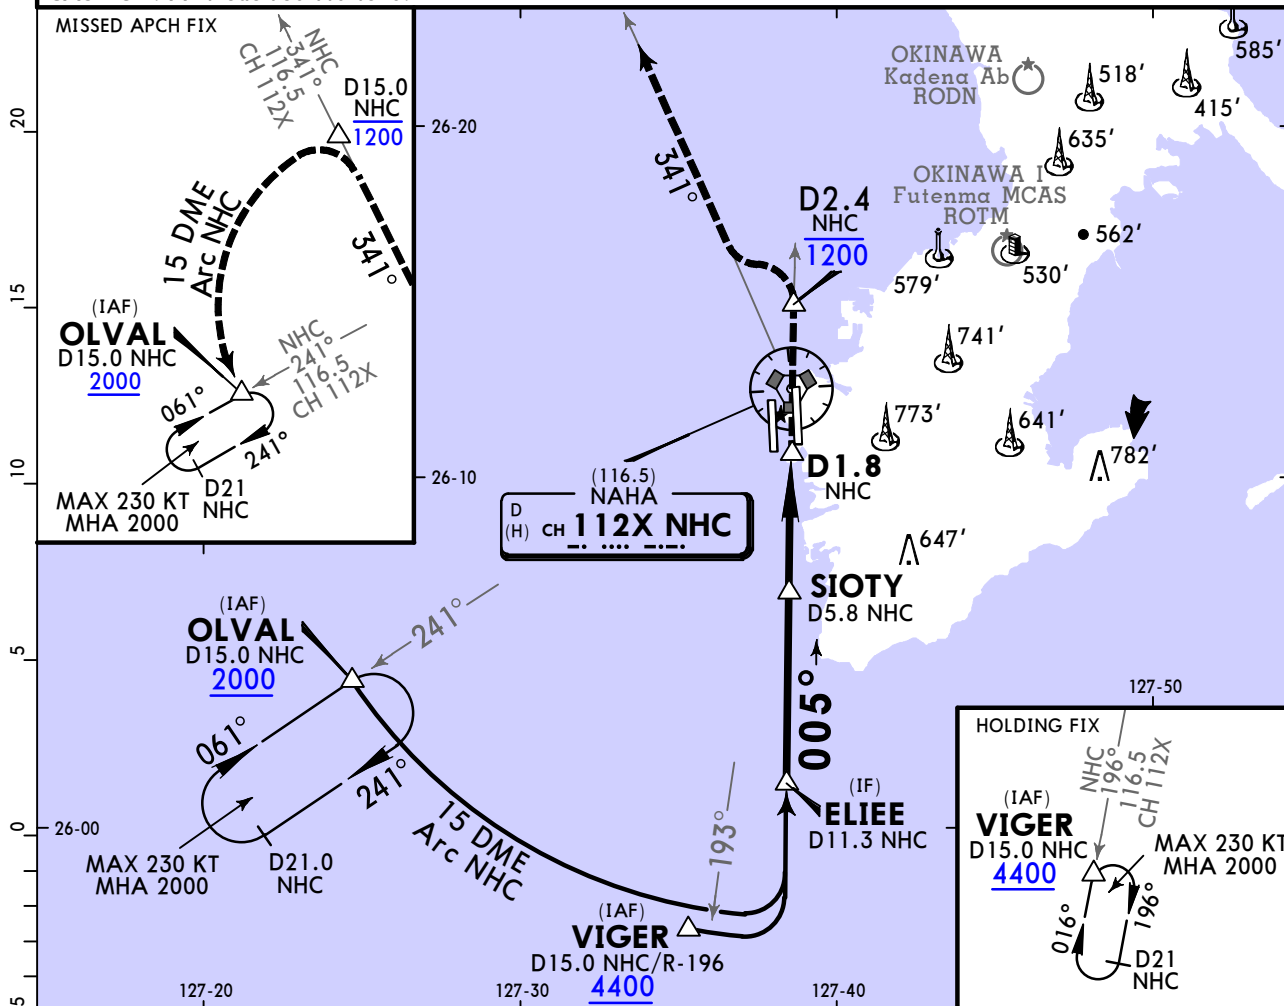 MISSED APCH FIX
NHC
341°
116.5
CH 112X
D15.0
NHC
1200
15 DME
Arc NHC
341°
(IAF)
OLVAL
D15.0 NHC
2000
NHC
241°
116.5
CH 112X
061°
241°
MAX 230 KT
MHA 2000
D21
NHC
20
15
10
5
0
5
26-20
26-10
26-00
341°
D2.4
NHC
1200
OKINAWA
Kadena Ab
RODN
OKINAWA I
Futenma MCAS
ROTM
585'
518'
415'
635'
562'
530'
579'
741'
773'
641'
782'
647'
(116.5)
NAHA
D
(H)
CH 112X NHC
D1.8
NHC
SIOTY
D5.8 NHC
005°
(IF)
ELIEE
D11.3 NHC
(IAF)
OLVAL
D15.0 NHC
2000
241°
061°
241°
MAX 230 KT
MHA 2000
D21.0
NHC
15 DME
Arc NHC
193°
(IAF)
VIGER
D15.0 NHC/R-196
4400
127-50
HOLDING FIX
NHC
196°
116.5
CH 112X
(IAF)
VIGER
D15.0 NHC
4400
MAX 230 KT
MHA 2000
016°
196°
D21
NHC
127-20
127-30
127-40